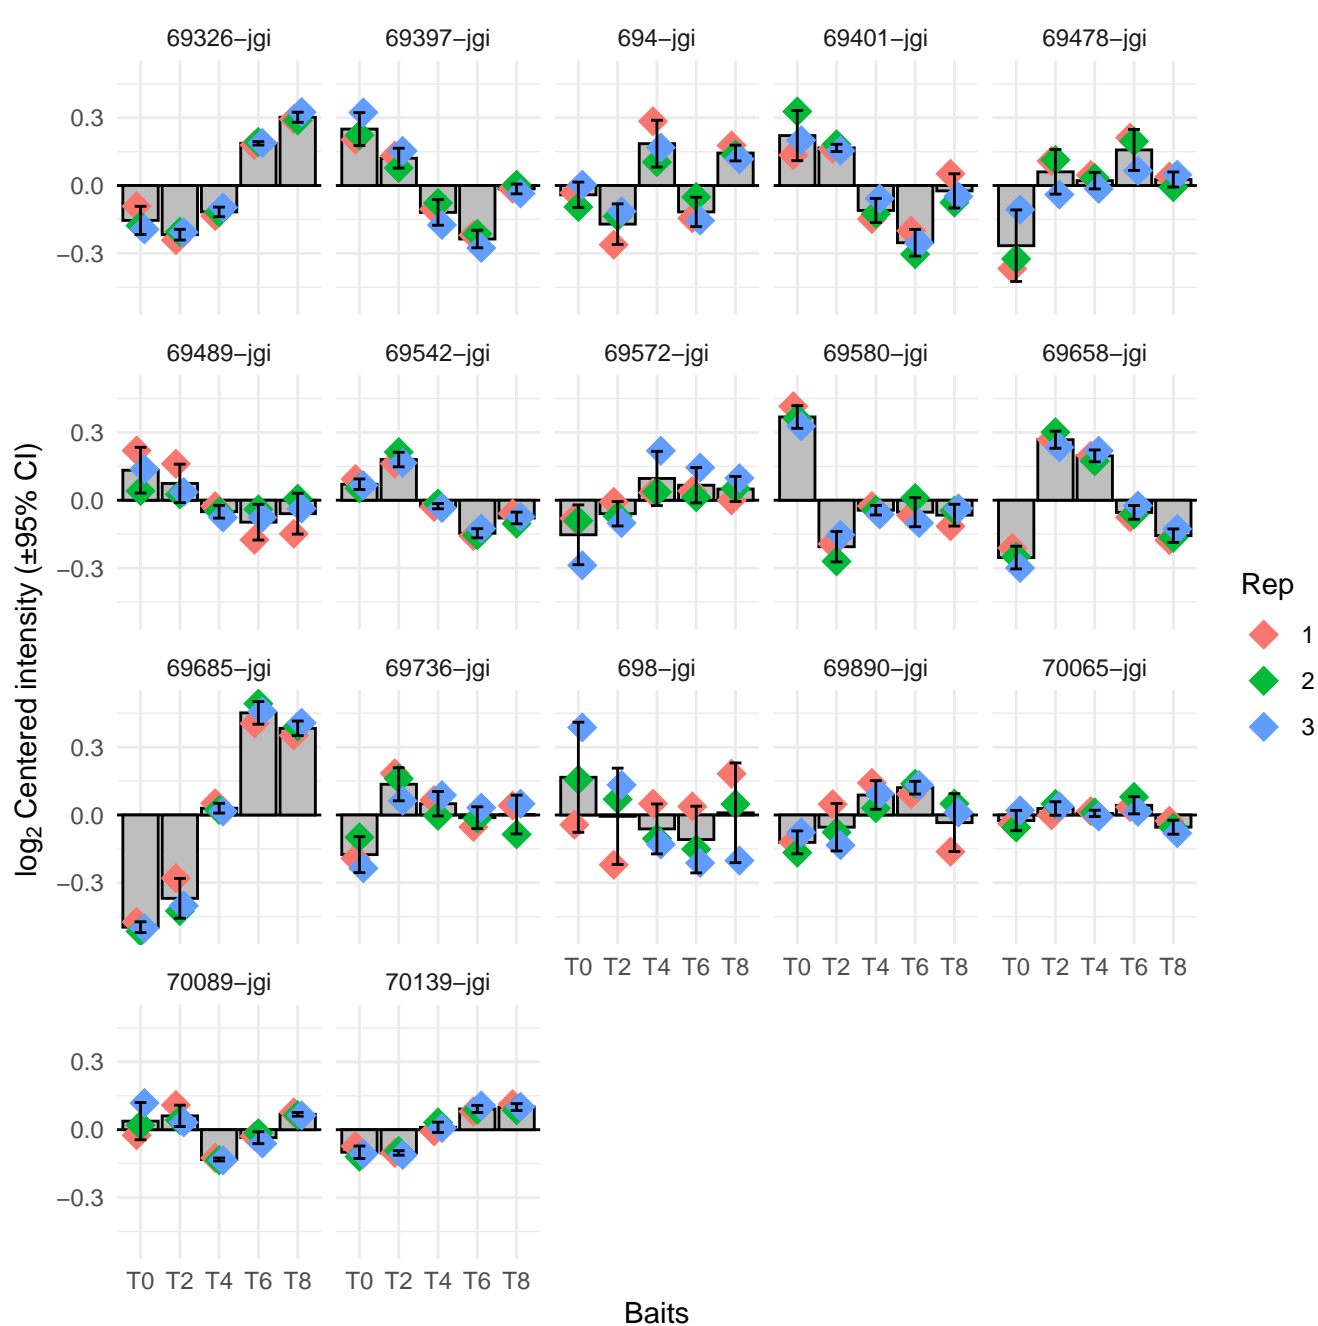 69326−jgi 69397−jgi 694−jgi 69401−jgi 69478−jgi
0.3
0.0
−0.3
69489−jgi 69542−jgi 69572−jgi 69580−jgi 69658−jgi
0.3
0.0
−0.3
69685−jgi 69736−jgi 698−jgi 69890−jgi 70065−jgi
0.3
0.0
−0.3
T0 T2 T4 T6 T8 T0 T2 T4 T6 T8 T0 T2 T4 T6 T8
70089−jgi 70139−jgi
0.3
0.0
−0.3
T0 T2 T4 T6 T8 T0 T2 T4 T6 T8
Baits
log2 Centered intensity (±95% CI)
Rep
1
2
3